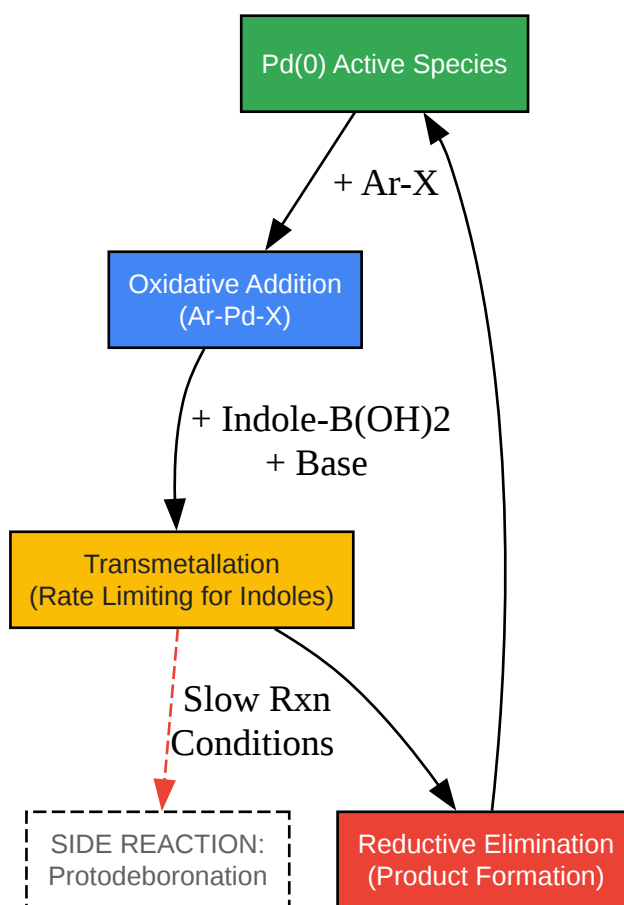 Pd(0) Active Species
+ Ar-X
Oxidative Addition
(Ar-Pd-X)
+ Indole-B(OH)2
+ Base
Transmetallation
(Rate Limiting for Indoles)
Slow Rxn
Conditions
SIDE REACTION:
Protodeboronation
Reductive Elimination
(Product Formation)